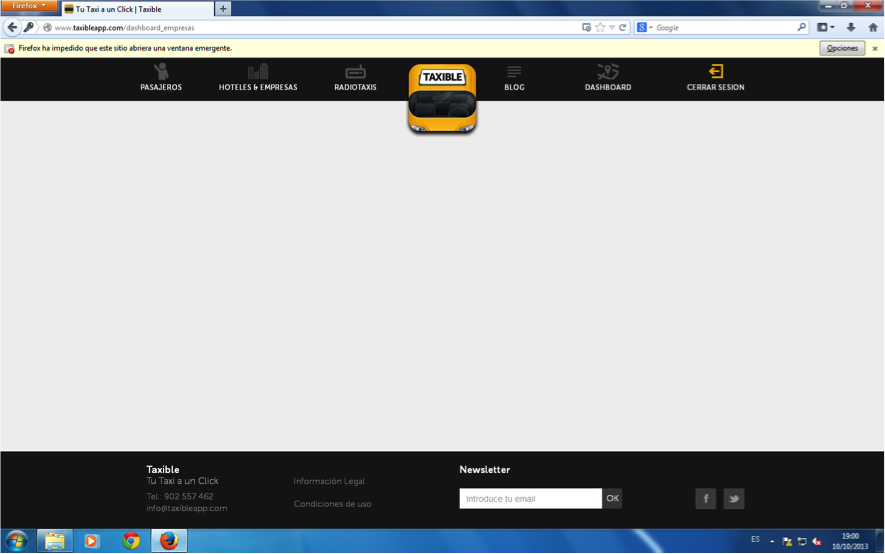 Firefox
Tu Taxi a un Click | Taxible
www.taxibleapp.com/dashboard_empresas
Google
Firefox ha impedido que este sitio abriera una ventana emergente.
Opciones
TAXIBLE
PASAJEROS
HOTELES & EMPRESAS
RADIOTAXIS
BLOG
DASHBOARD
CERRAR SESION
Taxible
Tu Taxi a un Click
Tel.: 902 557 462
info@taxibleapp.com
Información Legal
Condiciones de uso
Newsletter
Introduce tu email
OK
ES
19:00
10/10/2013